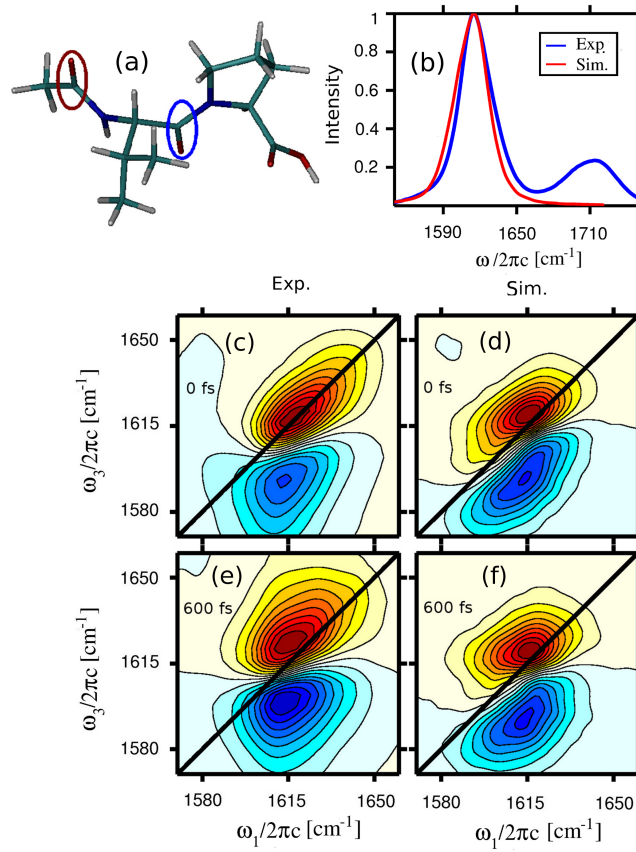 (a)
(b)
Exp.
Sim.
Intensity
1
0.8
0.6
0.4
0.2
1590
1650
1710
ω/2πc [cm⁻¹]
Exp.
Sim.
(c)
0 fs
1650
1615
1580
ω₃/2πc [cm⁻¹]
(d)
0 fs
(e)
600 fs
1650
1615
1580
ω₃/2πc [cm⁻¹]
(f)
600 fs
1580
1615
1650
1580
1615
1650
ω₁/2πc [cm⁻¹]
ω₁/2πc [cm⁻¹]